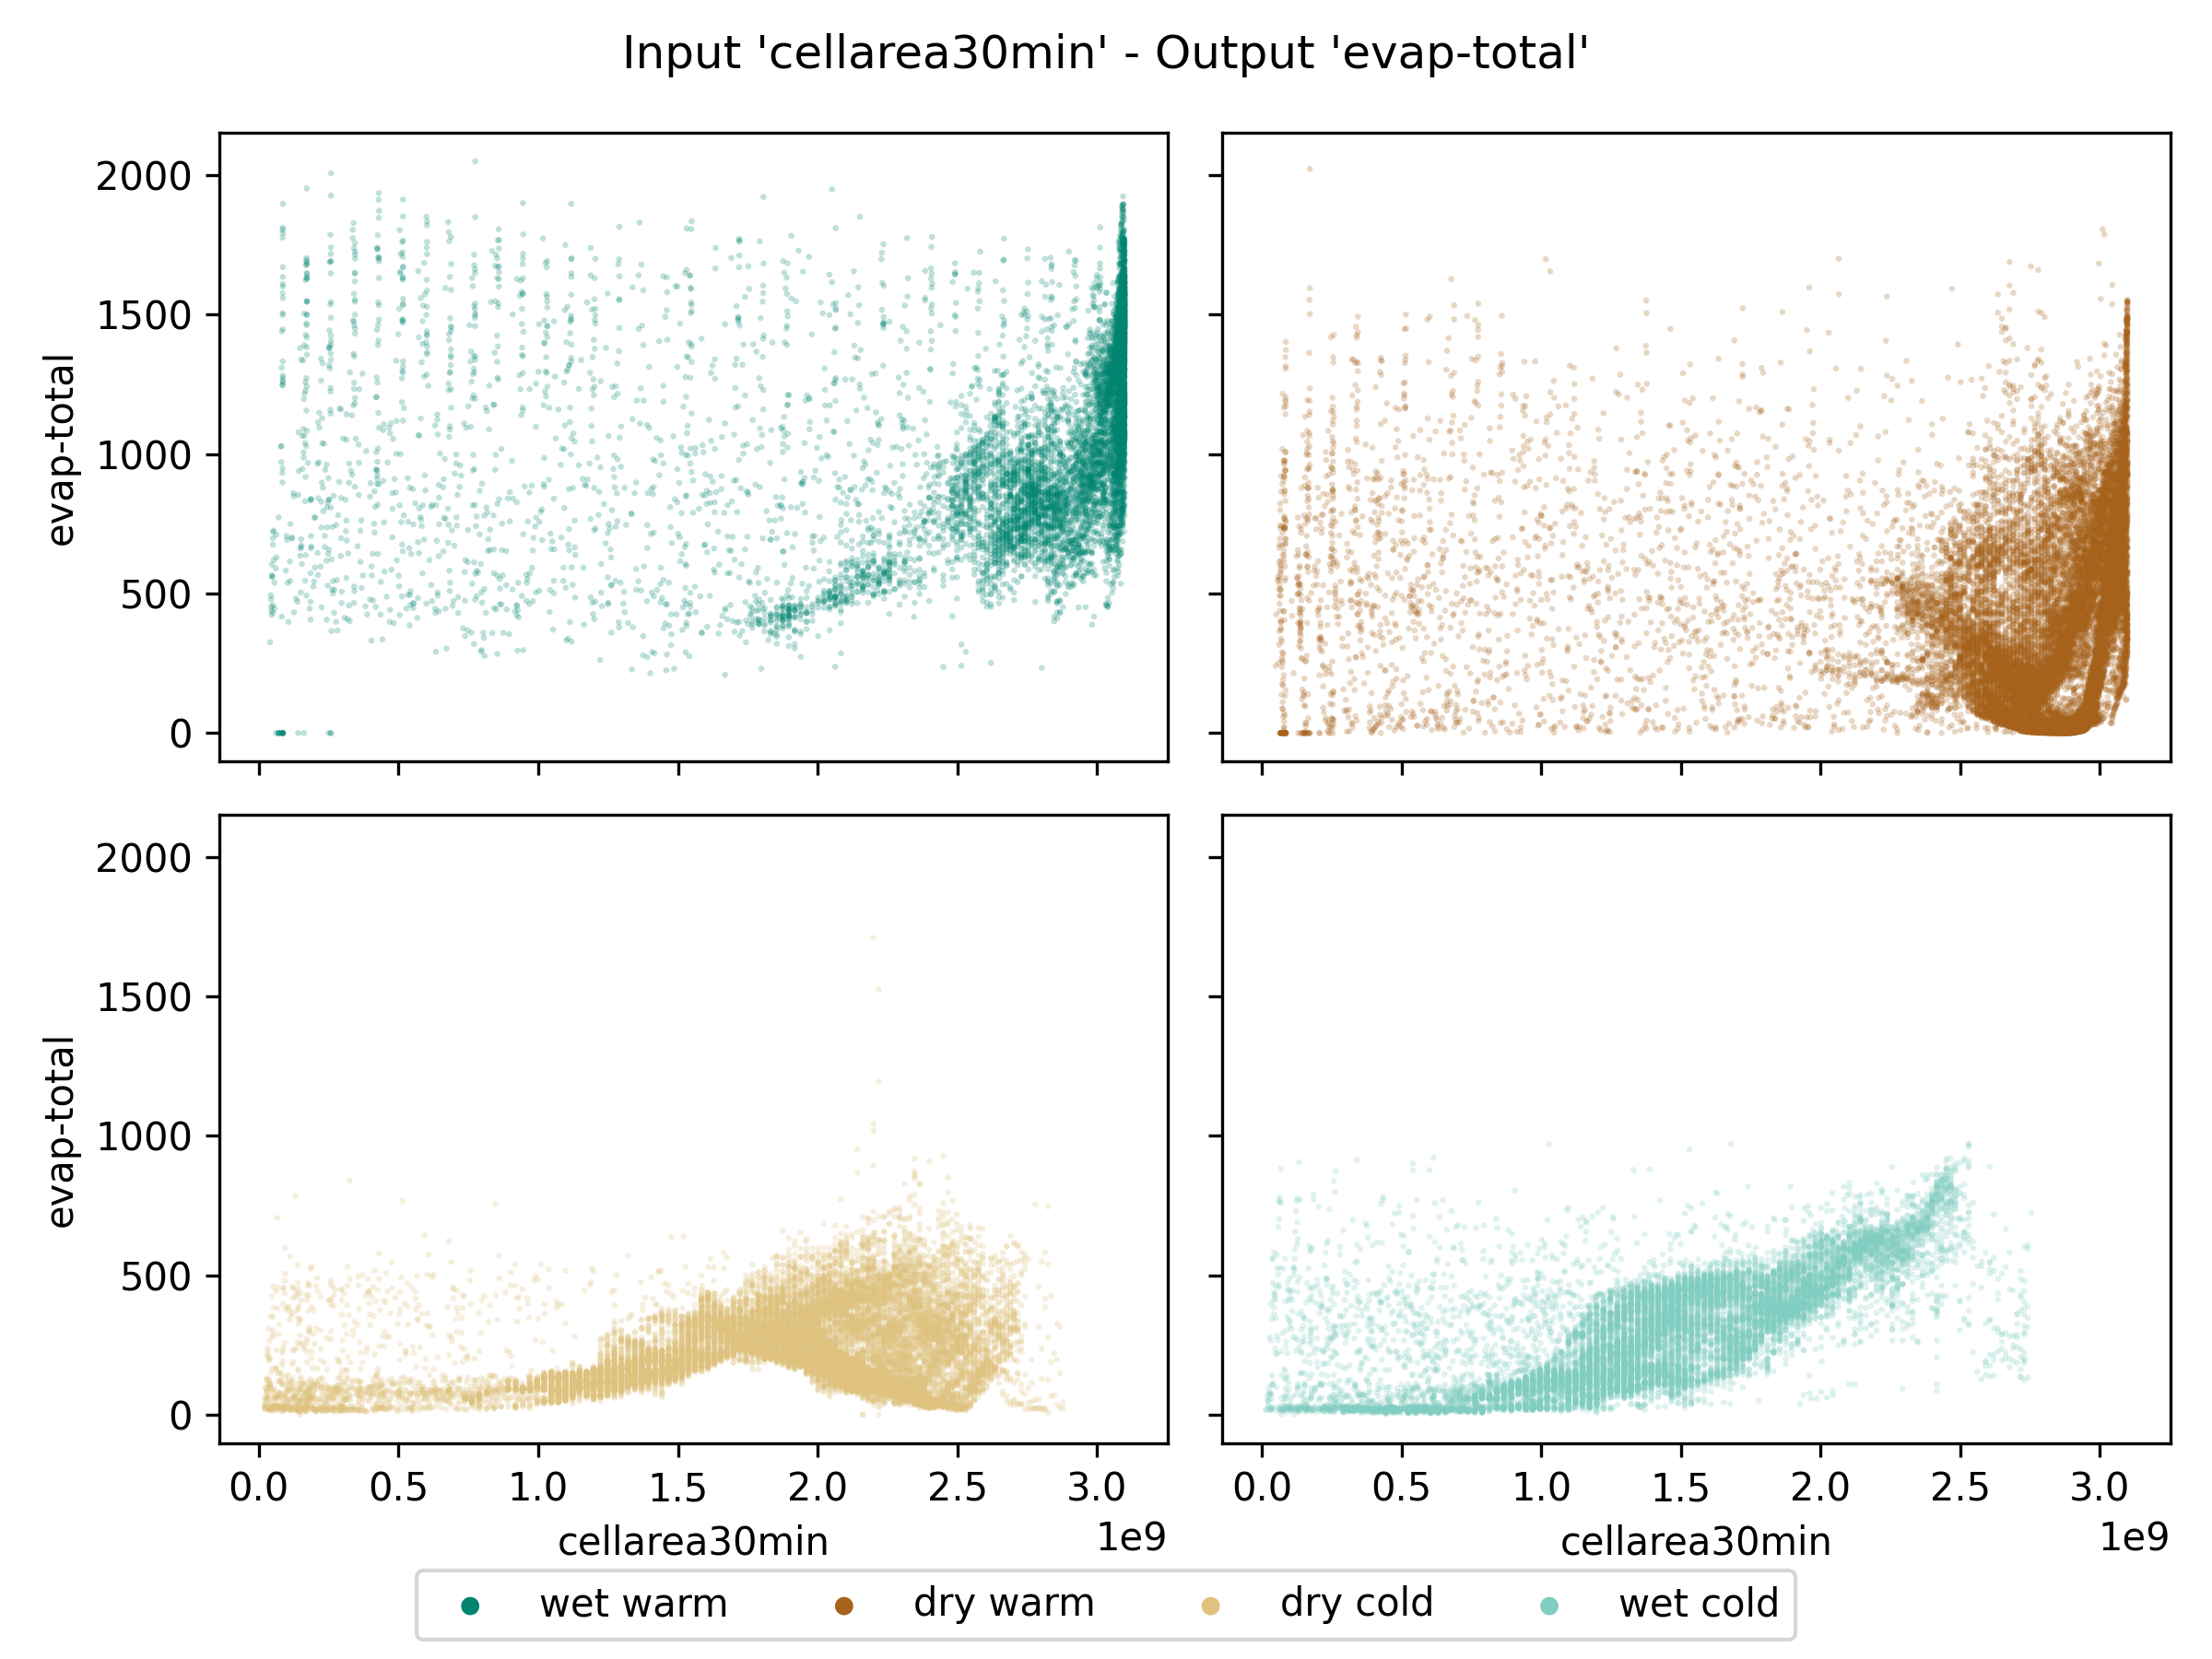 Input 'cellarea30min' - Output 'evap-total'
2000
1500
1000
500
0
evap-total
2000
1500
1000
500
0
evap-total
0.0 0.5 1.0 1.5 2.0 2.5 3.0
1e9
cellarea30min
0.0 0.5 1.0 1.5 2.0 2.5 3.0
1e9
cellarea30min
wet warm dry warm dry cold wet cold